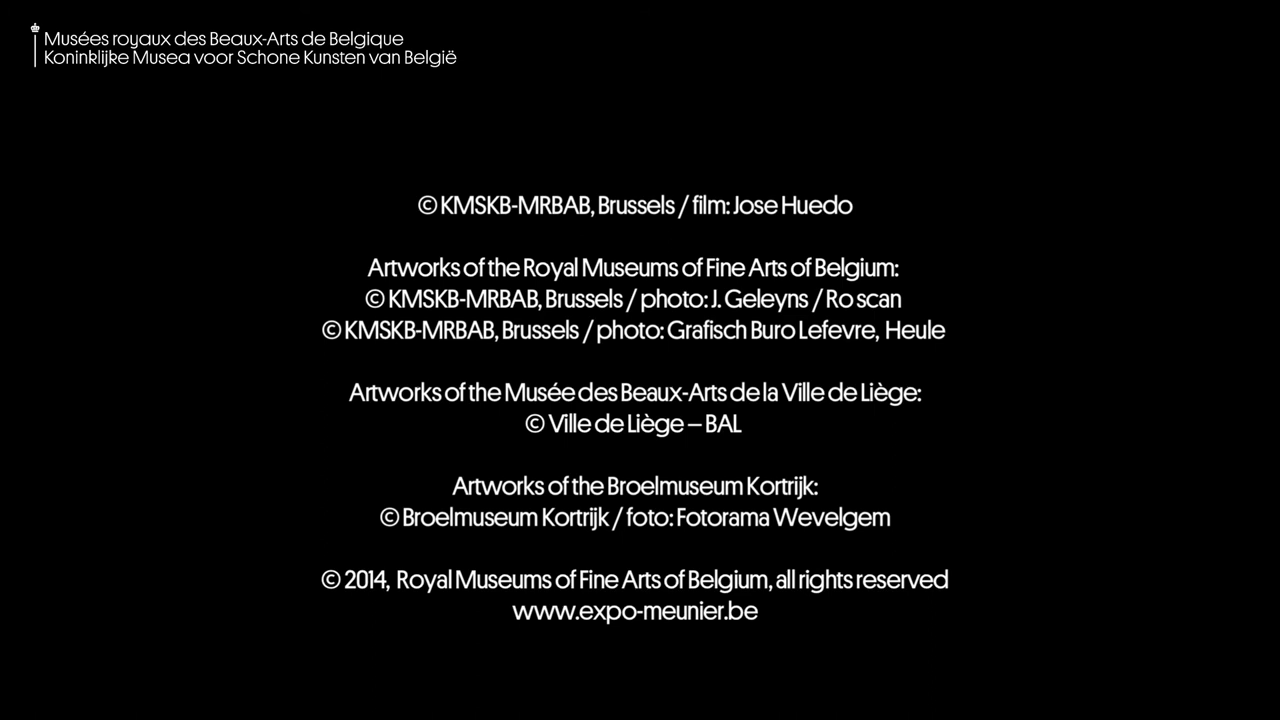 Musées royaux des Beaux-Arts de Belgique
Koninklijke Musea voor Schone Kunsten van België
© KMSKB-MRBAB, Brussels / film: Jose Huedo
Artworks of the Royal Museums of Fine Arts of Belgium:
© KMSKB-MRBAB, Brussels / photo: J. Geleyns / Ro scan
© KMSKB-MRBAB, Brussels / photo: Grafisch Buro Lefevre, Heule
Artworks of the Musée des Beaux-Arts de la Ville de Liège:
© Ville de Liège – BAL
Artworks of the Broelmuseum Kortrijk:
© Broelmuseum Kortrijk / foto: Fotorama Wevelgem
© 2014, Royal Museums of Fine Arts of Belgium, all rights reserved
www.expo-meunier.be